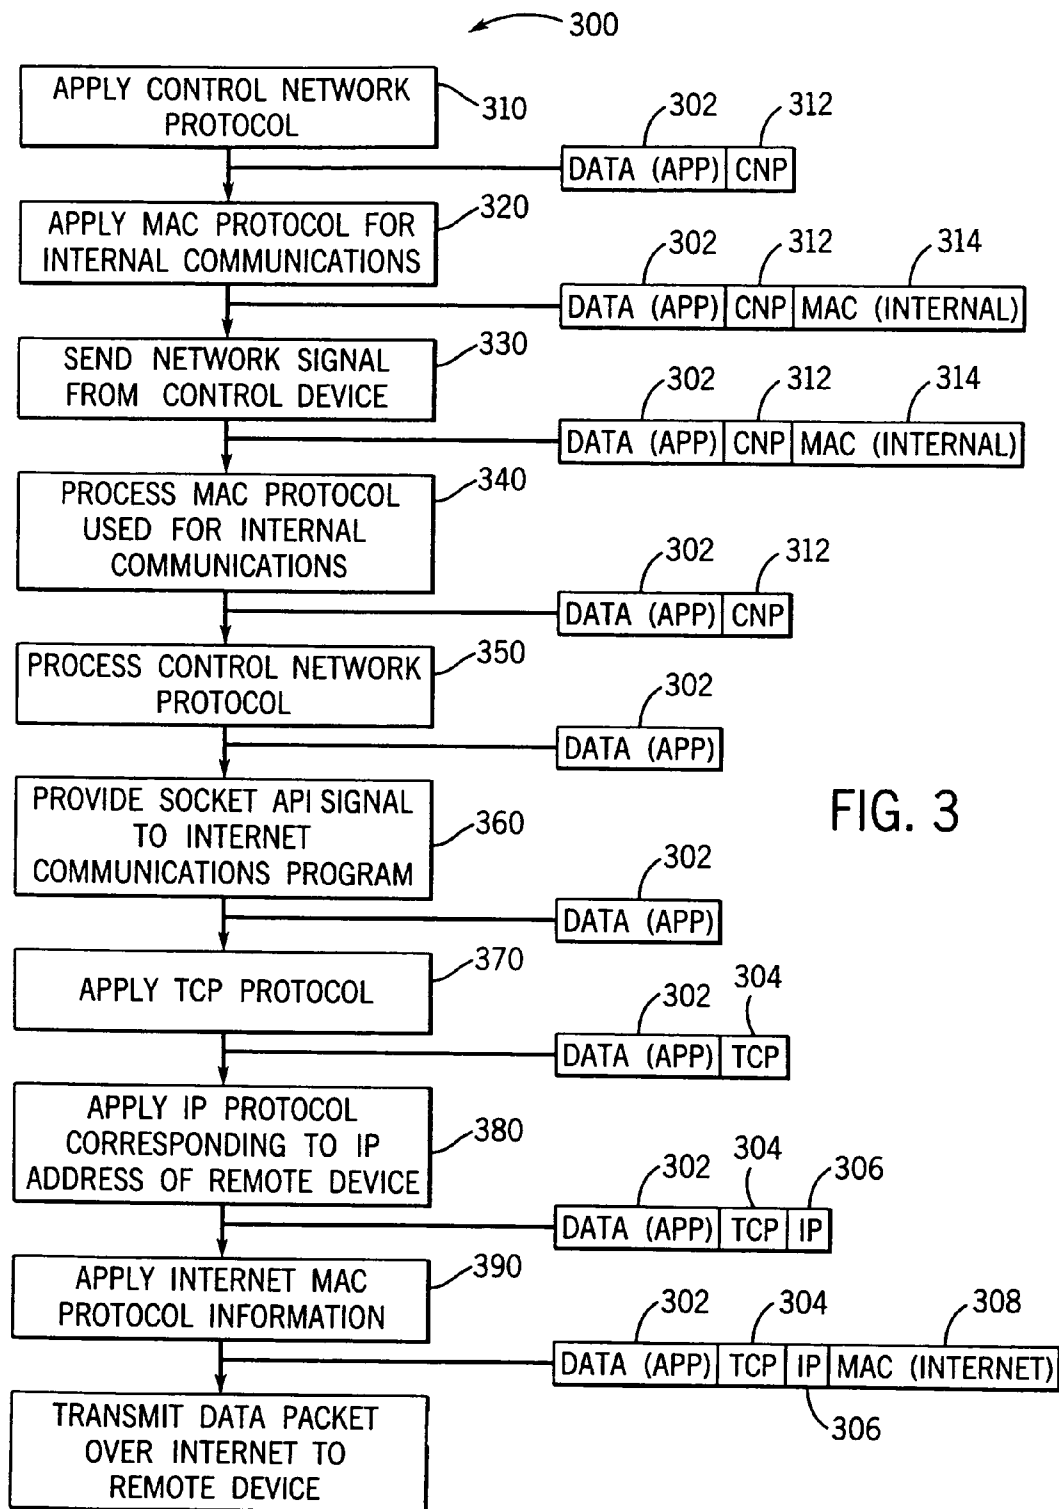 300
APPLY CONTROL NETWORK
PROTOCOL
310
302
312
DATA (APP) CNP
APPLY MAC PROTOCOL FOR
INTERNAL COMMUNICATIONS
320
302
312
314
DATA (APP) CNP MAC (INTERNAL)
SEND NETWORK SIGNAL
FROM CONTROL DEVICE
330
302
312
314
DATA (APP) CNP MAC (INTERNAL)
PROCESS MAC PROTOCOL
USED FOR INTERNAL
COMMUNICATIONS
340
302
312
DATA (APP) CNP
PROCESS CONTROL NETWORK
PROTOCOL
350
302
DATA (APP)
PROVIDE SOCKET API SIGNAL
TO INTERNET
COMMUNICATIONS PROGRAM
360
FIG. 3
302
DATA (APP)
APPLY TCP PROTOCOL
370
302
304
DATA (APP) TCP
APPLY IP PROTOCOL
CORRESPONDING TO IP
ADDRESS OF REMOTE DEVICE
380
302
304
306
DATA (APP) TCP IP
APPLY INTERNET MAC
PROTOCOL INFORMATION
390
302
304
308
DATA (APP) TCP IP MAC (INTERNET)
306
TRANSMIT DATA PACKET
OVER INTERNET TO
REMOTE DEVICE